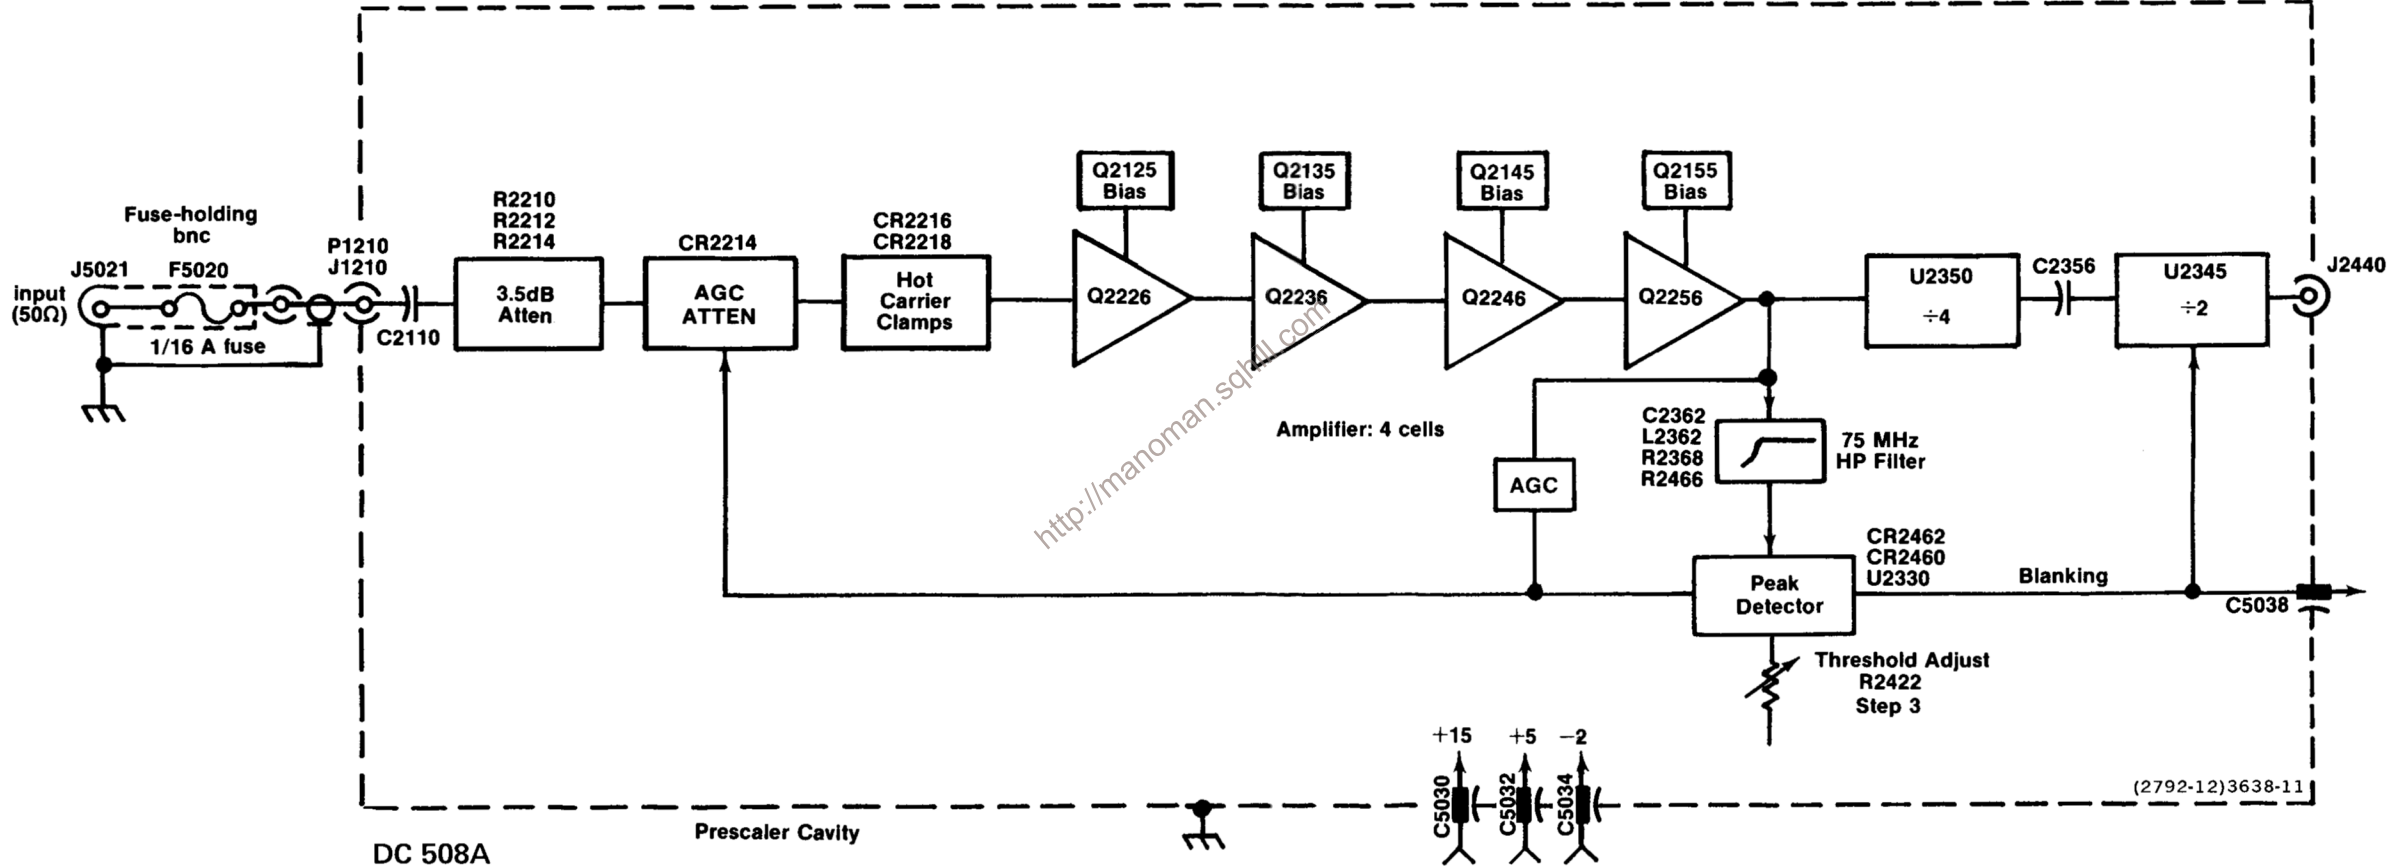 Fuse-holding
bnc
J5021
F5020
input
(50Ω)
1/16 A fuse
P1210
J1210
C2110
R2210
R2212
R2214
3.5dB
Atten
CR2214
AGC
ATTEN
CR2216
CR2218
Hot
Carrier
Clamps
Q2125
Bias
Q2135
Bias
Q2145
Bias
Q2155
Bias
Q2226
Q2236
Q2246
Q2256
U2350
÷4
C2356
U2345
÷2
J2440
Amplifier: 4 cells
AGC
C2362
L2362
R2368
R2466
75 MHz
HP Filter
Peak
Detector
CR2462
CR2460
U2330
Blanking
C5038
Threshold Adjust
R2422
Step 3
+15
+5
−2
C5030
C5032
C5034
(2792-12)3638-11
Prescaler Cavity
DC 508A
http://manoman.sqhill.com